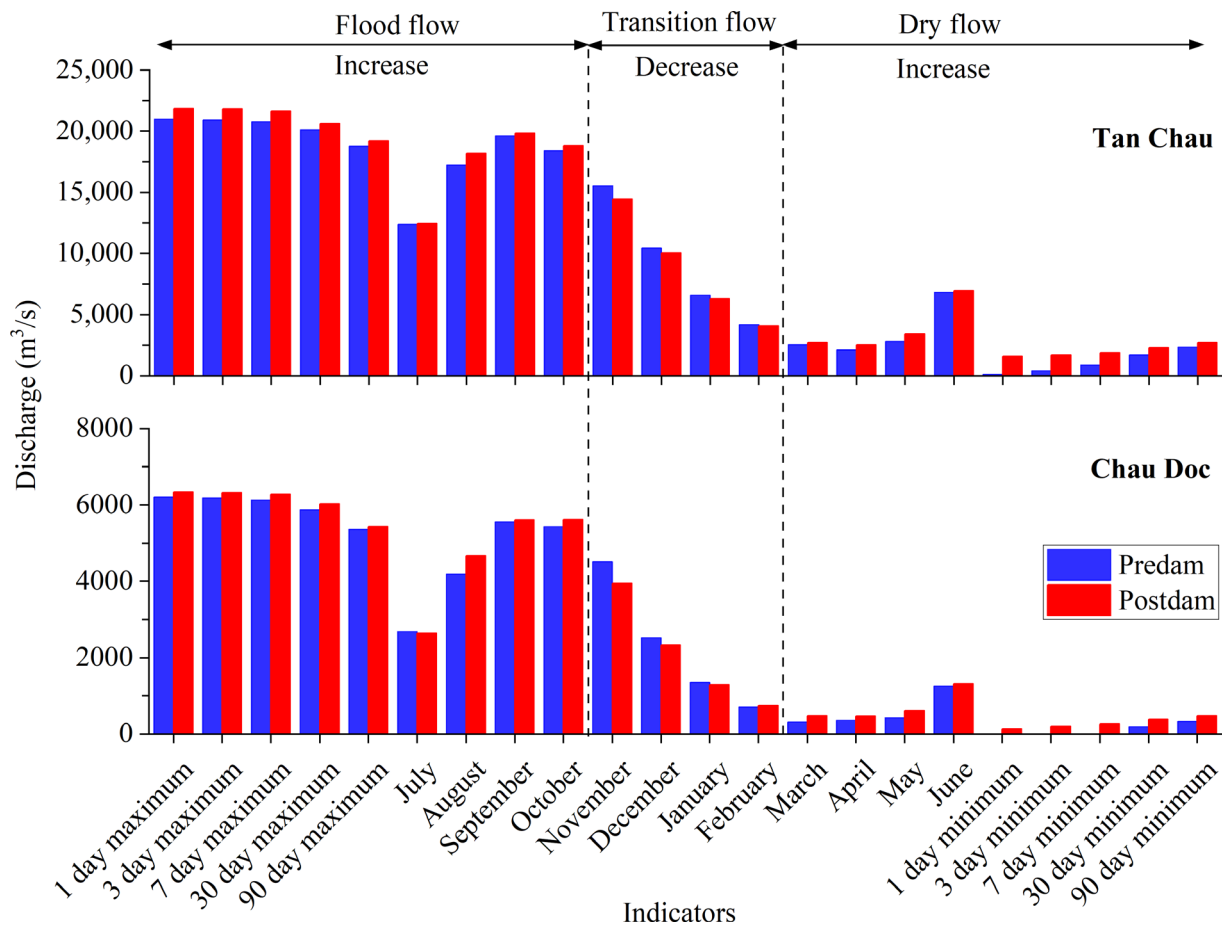 Flood flow
Transition flow
Dry flow
Increase
Decrease
Increase
Discharge (m³/s)
25,000
20,000
15,000
10,000
5,000
0
Tan Chau
8000
6000
4000
2000
0
Chau Doc
Predam
Postdam
1 day maximum
3 day maximum
7 day maximum
30 day maximum
90 day maximum
July
August
September
October
November
December
January
February
March
April
May
June
1 day minimum
3 day minimum
7 day minimum
30 day minimum
90 day minimum
Indicators